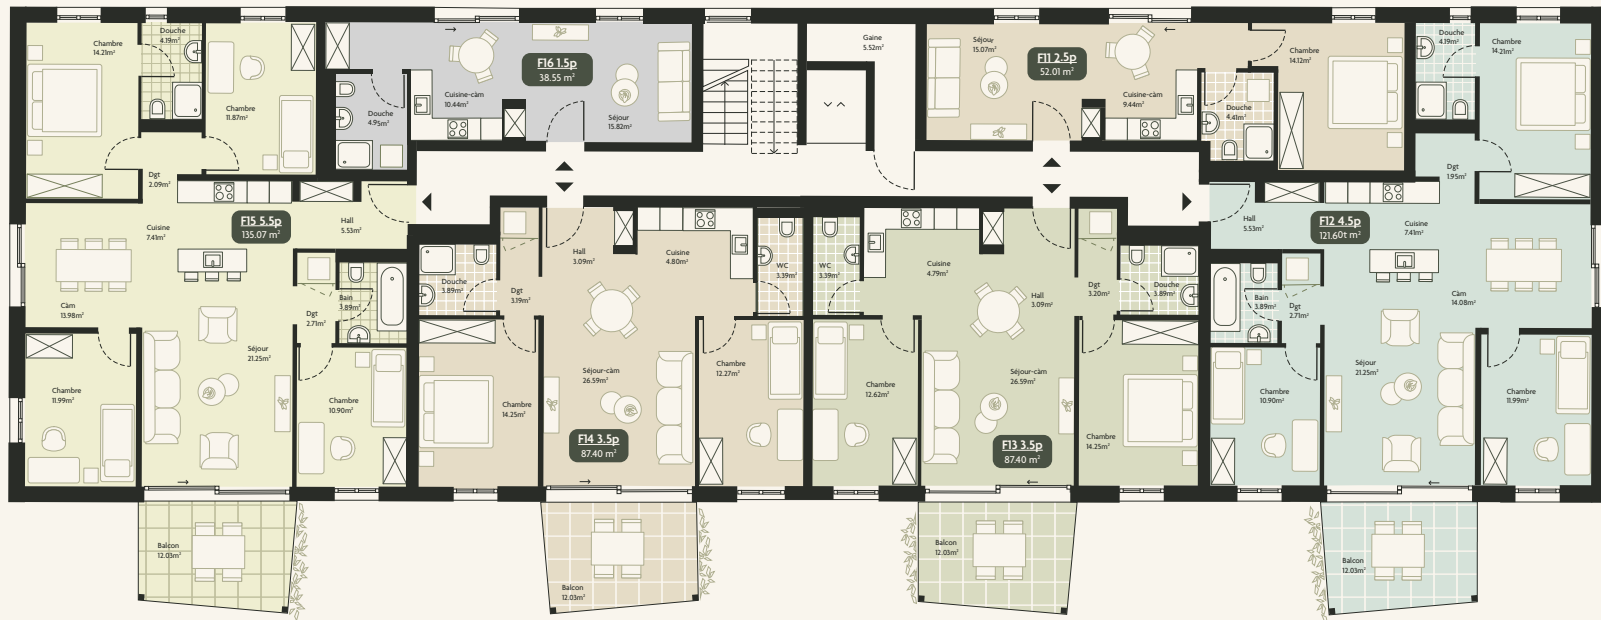 Chambre
14.21m²
Douche
4.19m²
Chambre
11.87m²
Dgt
2.09m²
F15 5.5p
135.07 m²
Cuisine
7.41m²
Hall
5.53m²
Càm
13.98m²
Chambre
11.99m²
Séjour
21.25m²
Dgt
2.71m²
Bain
3.89m²
Chambre
10.90m²
Balcon
12.03m²
F16 1.5p
38.55 m²
Cuisine-càm
10.44m²
Douche
4.95m²
Séjour
15.82m²
Gaine
5.52m²
Séjour
15.07m²
F11 2.5p
52.01 m²
Cuisine-càm
9.44m²
Douche
4.41m²
Chambre
14.12m²
Douche
4.19m²
Chambre
14.21m²
Dgt
1.95m²
Hall
5.53m²
F12 4.5p
121.60t m²
Cuisine
7.41m²
Càm
14.08m²
Bain
3.89m²
Dgt
2.71m²
Séjour
21.25m²
Chambre
10.90m²
Chambre
11.99m²
Balcon
12.03m²
Douche
3.89m²
Dgt
3.19m²
Hall
3.09m²
Cuisine
4.80m²
WC
3.39m²
Séjour-càm
26.59m²
Chambre
14.25m²
Chambre
12.27m²
F14 3.5p
87.40 m²
Balcon
12.03m²
WC
3.39m²
Cuisine
4.79m²
Hall
3.09m²
Dgt
3.20m²
Douche
3.89m²
Séjour-càm
26.59m²
Chambre
12.62m²
Chambre
14.25m²
F13 3.5p
87.40 m²
Balcon
12.03m²